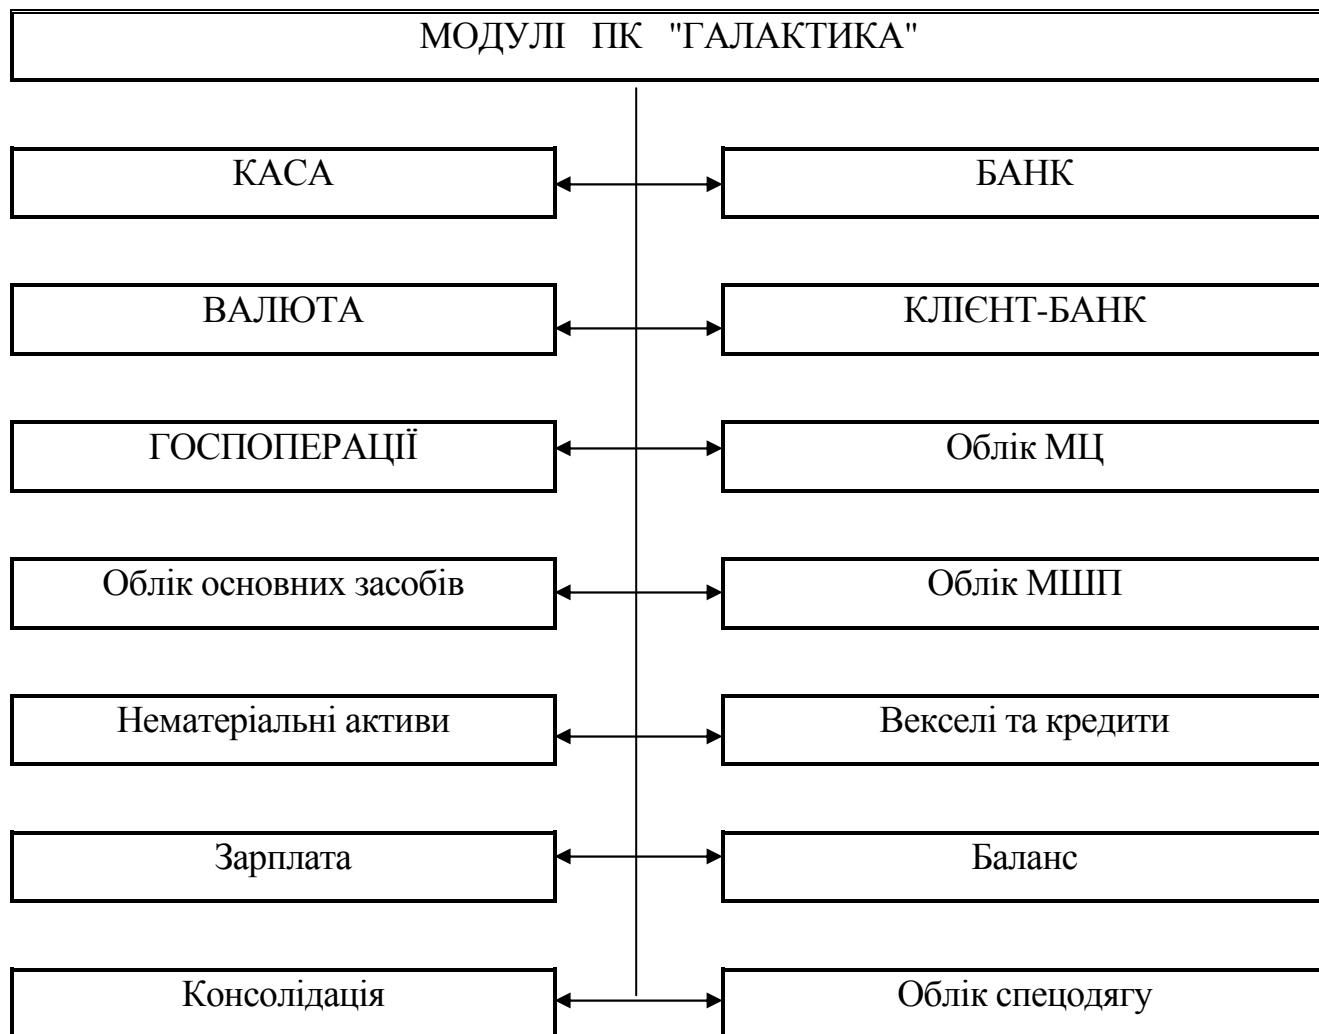 МОДУЛІ ПК "ГАЛАКТИКА"
КАСА
БАНК
ВАЛЮТА
КЛІЄНТ-БАНК
ГОСПОПЕРАЦІЇ
Облік МЦ
Облік основних засобів
Облік МШП
Нематеріальні активи
Векселі та кредити
Зарплата
Баланс
Консолідація
Облік спецодягу